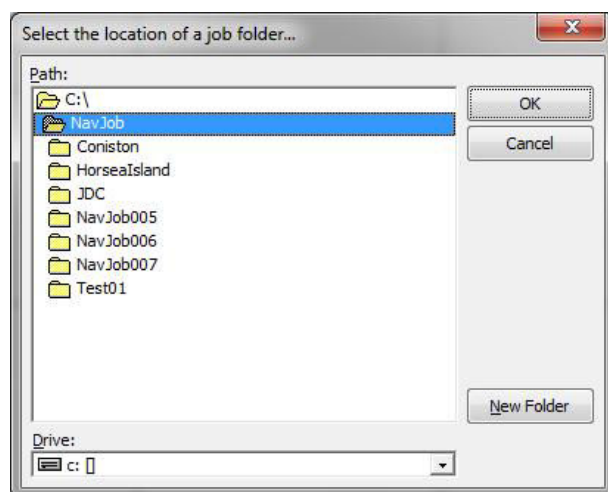 Select the location of a job folder...
Path:
C:\
NavJob
Coniston
HorseaIsland
JDC
NavJob005
NavJob006
NavJob007
Test01
OK
Cancel
New Folder
Drive:
c: []